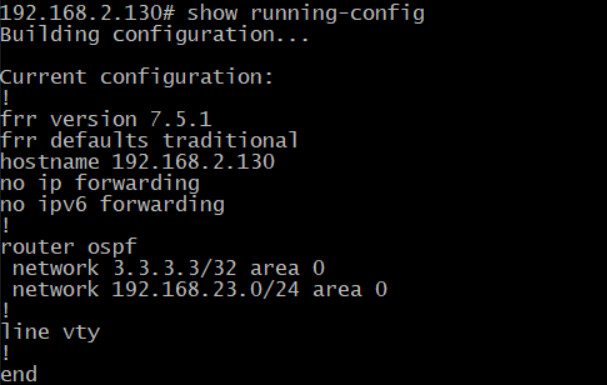 192.168.2.130# show running-config
Building configuration...
Current configuration:
!
frr version 7.5.1
frr defaults traditional
hostname 192.168.2.130
no ip forwarding
no ipv6 forwarding
!
router ospf
 network 3.3.3.3/32 area 0
 network 192.168.23.0/24 area 0
!
line vty
!
end